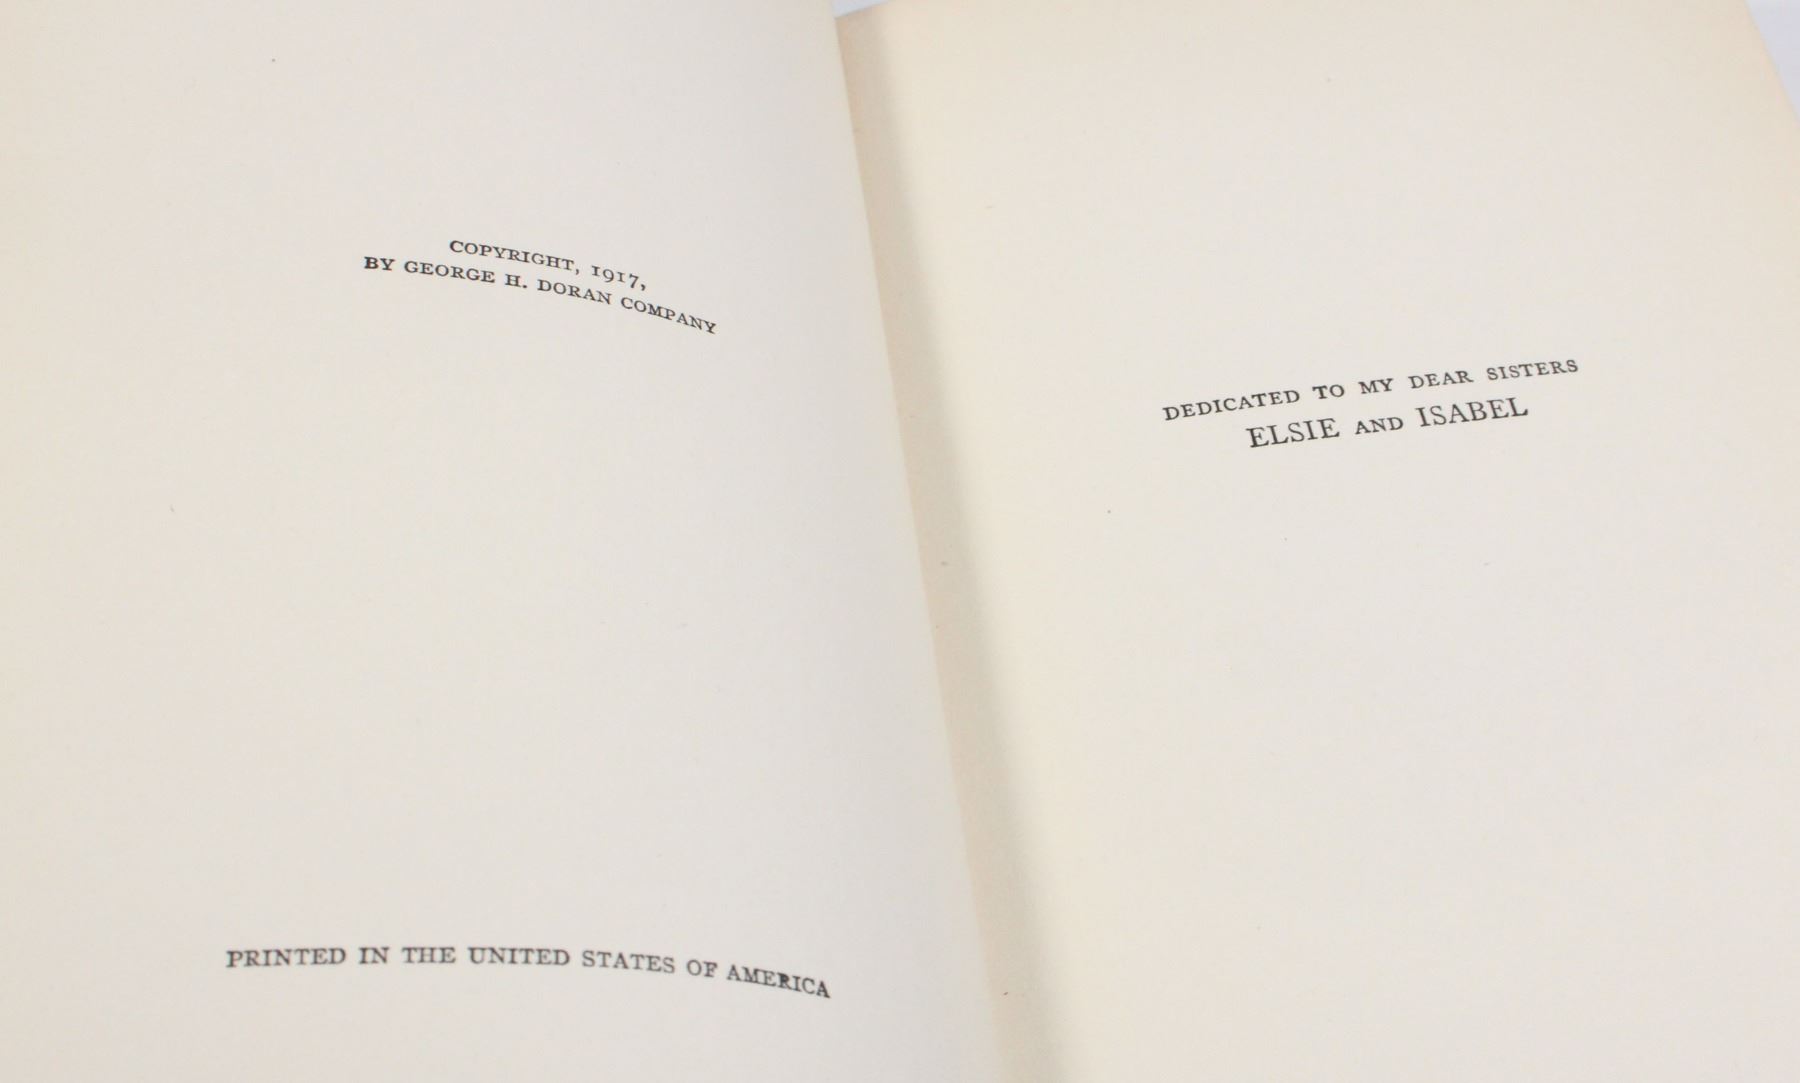 COPYRIGHT, 1917,
BY GEORGE H. DORAN COMPANY
PRINTED IN THE UNITED STATES OF AMERICA
DEDICATED TO MY DEAR SISTERS
ELSIE AND ISABEL